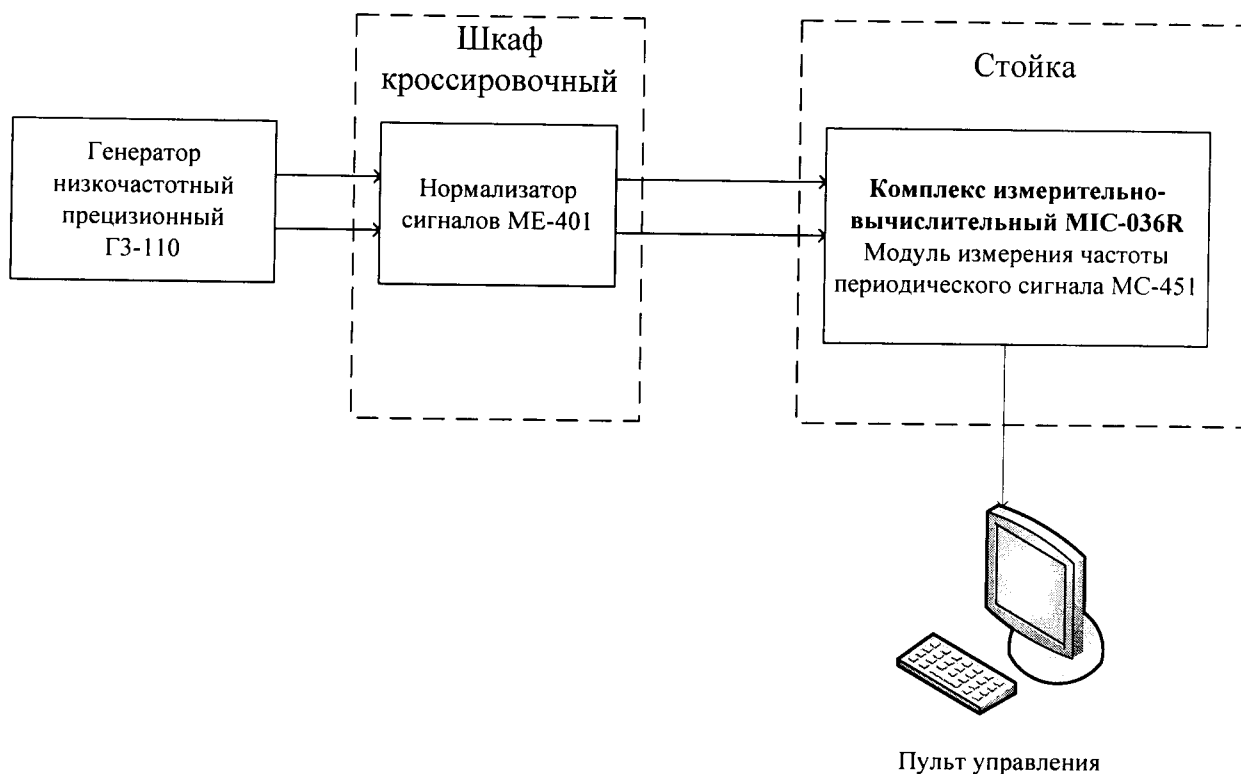 Шкаф
кроссировочный
Стойка
Генератор
низкочастотный
прецизионный
ГЗ-110
Нормализатор
сигналов МЕ-401
Комплекс измерительно-
вычислительный MIC-036R
Модуль измерения частоты
периодического сигнала МС-451
Пульт управления